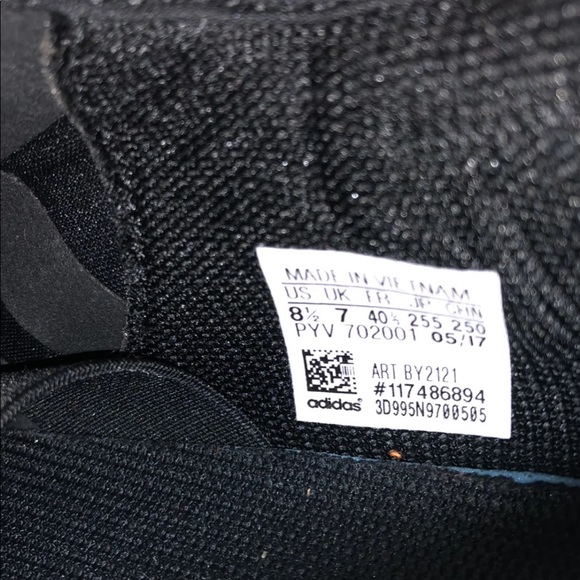 MADE IN VIETNAM
US UK FR JP CHN
8½ 7 40⅔ 255 250
PYV 702001 05/17
ART BY2121
#117486894
adidas 3D995N9700505